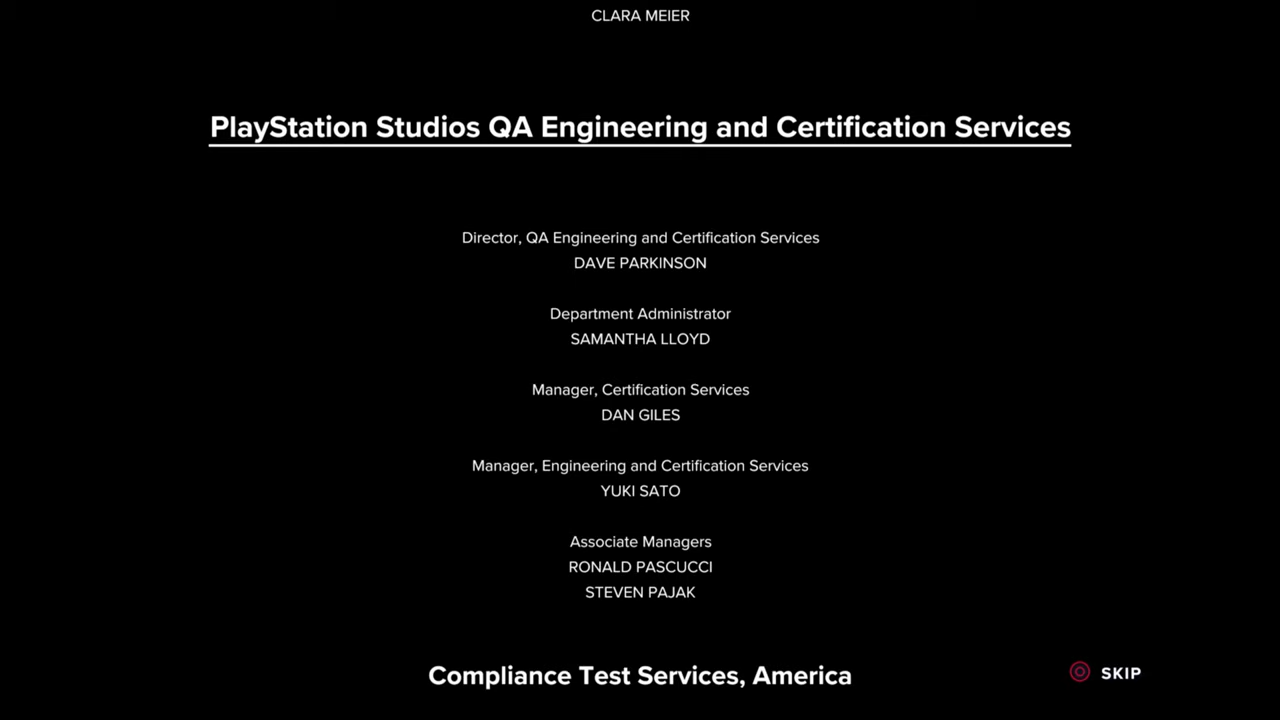 CLARA MEIER
PlayStation Studios QA Engineering and Certification Services
Director, QA Engineering and Certification Services
DAVE PARKINSON
Department Administrator
SAMANTHA LLOYD
Manager, Certification Services
DAN GILES
Manager, Engineering and Certification Services
YUKI SATO
Associate Managers
RONALD PASCUCCI
STEVEN PAJAK
Compliance Test Services, America
SKIP